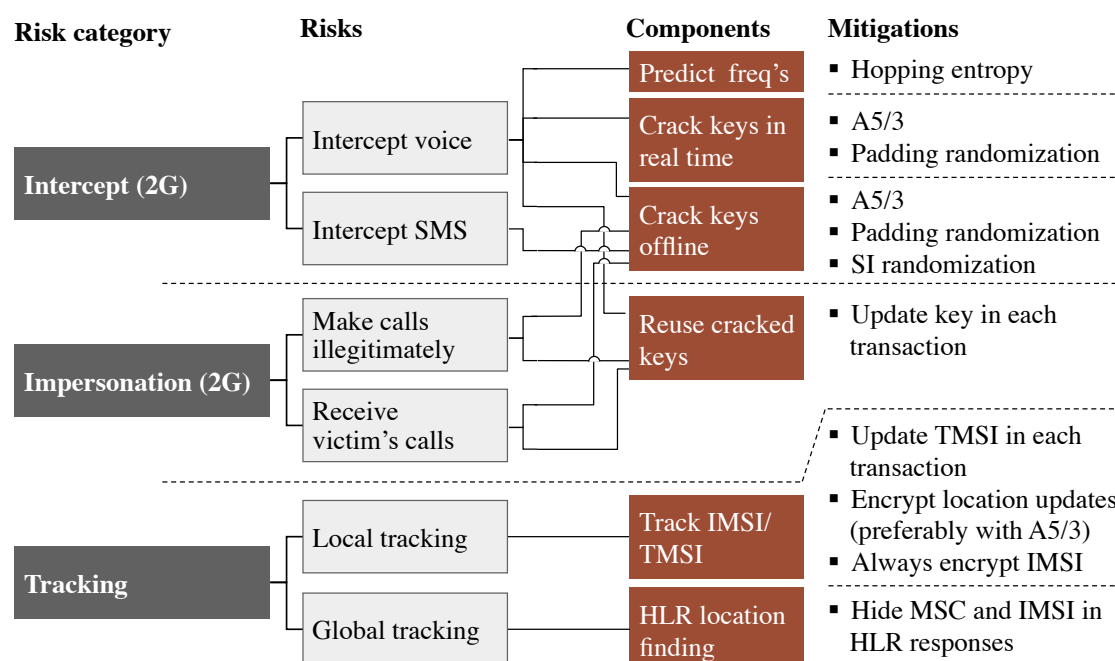 Risk category
Risks
Components
Mitigations
Intercept (2G)
Intercept voice
Intercept SMS
Predict freq's
Crack keys in
real time
Crack keys
offline
▪ Hopping entropy
▪ A5/3
▪ Padding randomization
▪ A5/3
▪ Padding randomization
▪ SI randomization
Impersonation (2G)
Make calls
illegitimately
Receive
victim's calls
Reuse cracked
keys
▪ Update key in each
transaction
Tracking
Local tracking
Global tracking
Track IMSI/
TMSI
HLR location
finding
▪ Update TMSI in each
transaction
▪ Encrypt location updates
(preferably with A5/3)
▪ Always encrypt IMSI
▪ Hide MSC and IMSI in
HLR responses